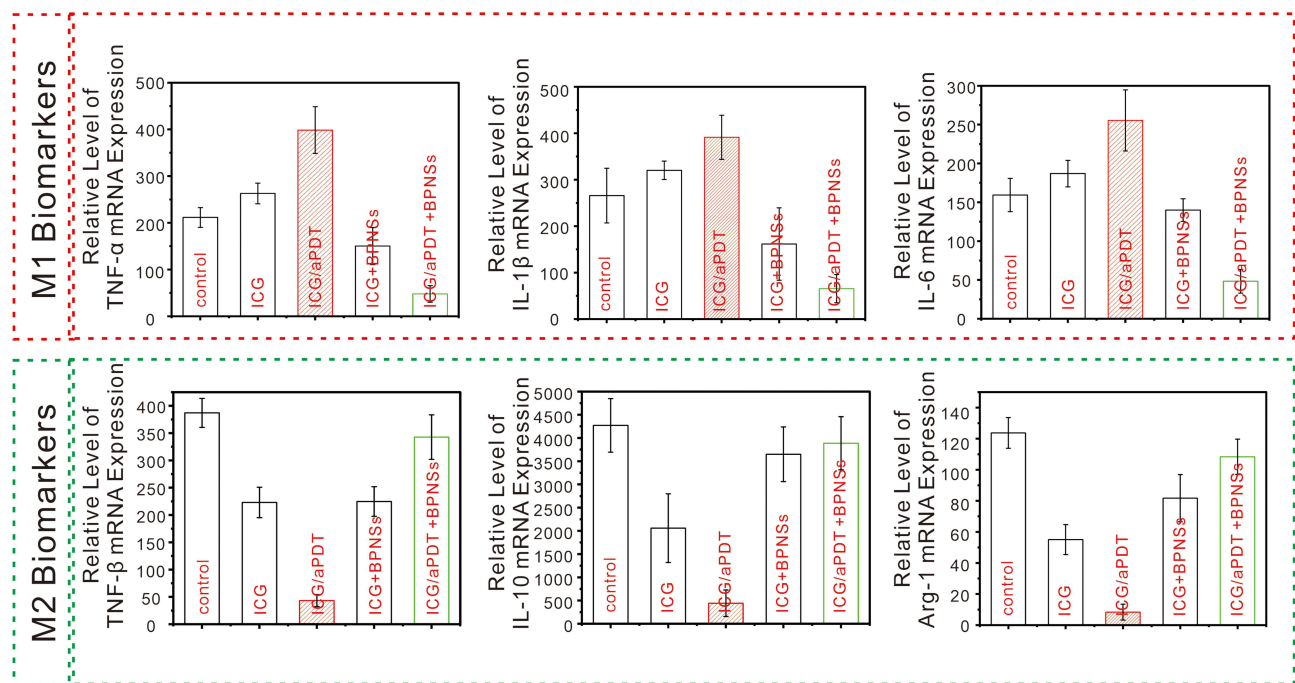 M1 Biomarkers
Relative Level of
TNF-α mRNA Expression
500
400
300
200
100
0
control
ICG
ICG/aPDT
ICG+BPNSs
ICG/aPDT +BPNSs
Relative Level of
IL-1β mRNA Expression
500
400
300
200
100
0
control
ICG
ICG/aPDT
ICG+BPNSs
ICG/aPDT +BPNSs
Relative Level of
IL-6 mRNA Expression
300
250
200
150
100
50
0
control
ICG
ICG/aPDT
ICG+BPNSs
ICG/aPDT +BPNSs
M2 Biomarkers
Relative Level of
TNF-β mRNA Expression
400
350
300
250
200
150
100
50
0
control
ICG
ICG/aPDT
ICG+BPNSs
ICG/aPDT +BPNSs
Relative Level of
IL-10 mRNA Expression
5000
4500
4000
3500
3000
2500
2000
1500
1000
500
0
control
ICG
ICG/aPDT
ICG+BPNSs
ICG/aPDT +BPNSs
Relative Level of
Arg-1 mRNA Expression
140
120
100
80
60
40
20
0
control
ICG
ICG/aPDT
ICG+BPNSs
ICG/aPDT +BPNSs